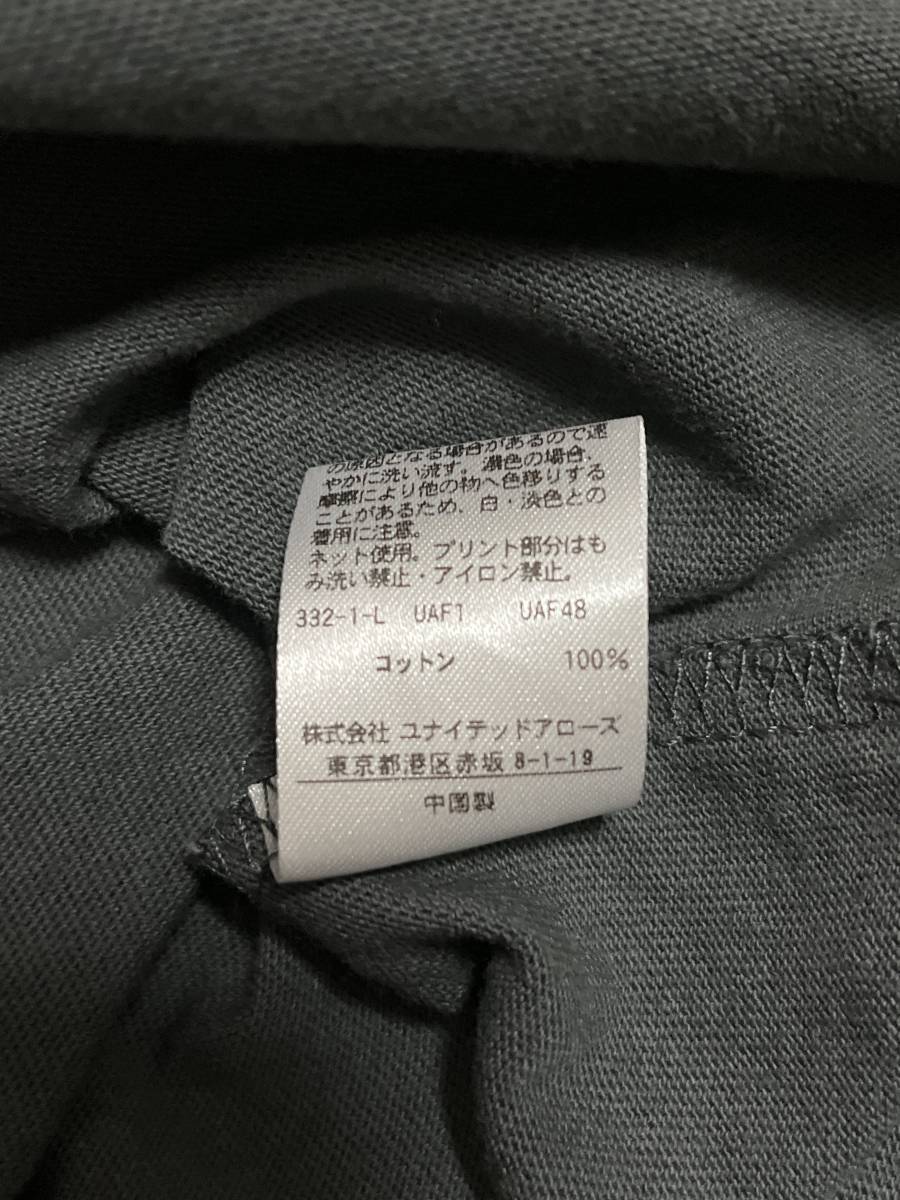 の原因となる場合があるので速
やかに洗い流す。濃色の場合、
摩擦により他の物へ色移りする
ことがあるため、白・淡色との
着用に注意。
ネット使用。プリント部分はも
み洗い禁止・アイロン禁止。
332-1-L UAF1 UAF48
コットン 100%
株式会社 ユナイテッドアローズ
東京都港区赤坂 8-1-19
中国製